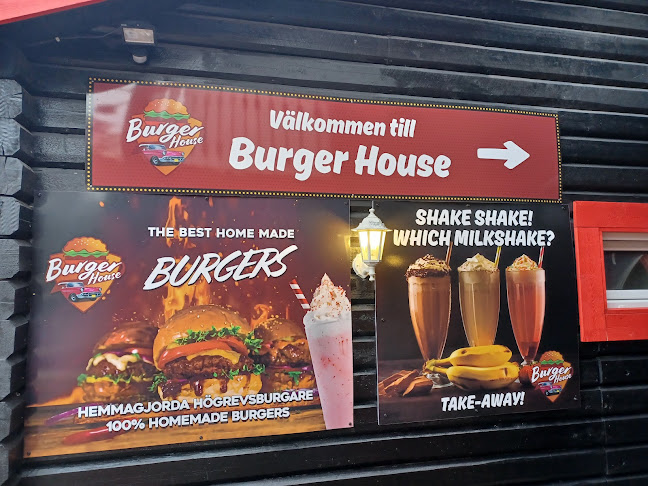 Burger
House
Välkommen till
Burger House
Burger
House
THE BEST HOME MADE
BURGERS
HEMMAGJORDA HÖGREVSBURGARE
100% HOMEMADE BURGERS
SHAKE SHAKE!
WHICH MILKSHAKE?
Burger
House
TAKE-AWAY!